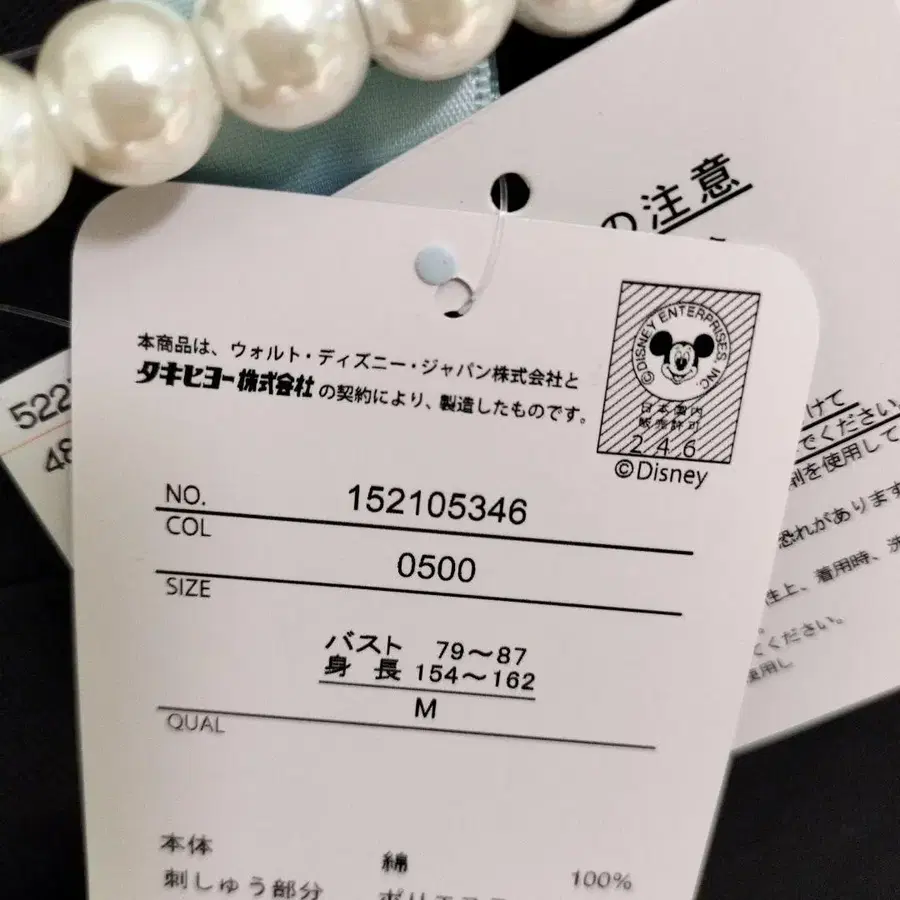 本商品は、ウォルト・ディズニー・ジャパン株式会社と
タキヒヨー株式会社の契約により、製造したものです。
©DISNEY ENTERPRISES, INC.
日本国内
販売許可
246
©Disney
NO. 152105346
COL 0500
SIZE
バスト 79～87
身長 154～162
M
QUAL
本体 綿 100%
刺しゅう部分
の注意
けて
でください。
剤を使用して
恐れがあります
性上、着用時、洗
てください。
使用し
522
48